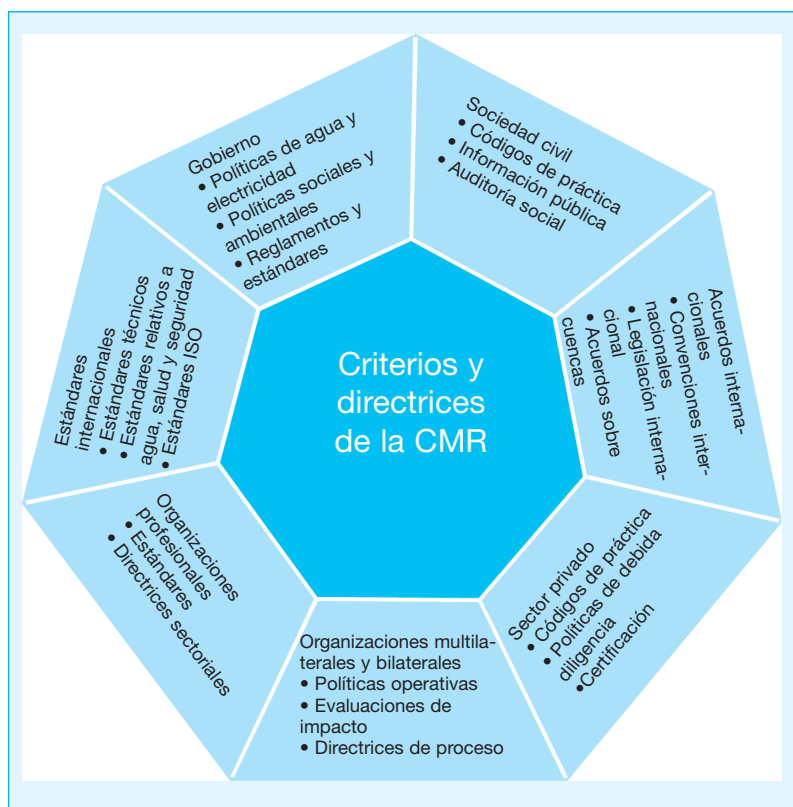 Gobierno
• Políticas de agua y
electricidad
• Políticas sociales y
ambientales
• Reglamentos y
estándares
Sociedad civil
• Códigos de práctica
• Información pública
• Auditoría social
Acuerdos interna-
cionales
• Convenciones inter-
nacionales
• Legislación interna-
cional
• Acuerdos sobre
cuencas
Sector privado
• Códigos de práctica
• Políticas de debida
diligencia
•Certificación
Organizaciones multila-
terales y bilaterales
• Políticas operativas
• Evaluaciones de
impacto
• Directrices de proceso
Organizaciones
profesionales
• Estándares
• Directrices sectoriales
Estándares
internacionales
• Estándares técnicos
• Estándares relativos a
agua, salud y seguridad
• Estándares ISO
Criterios y
directrices
de la CMR